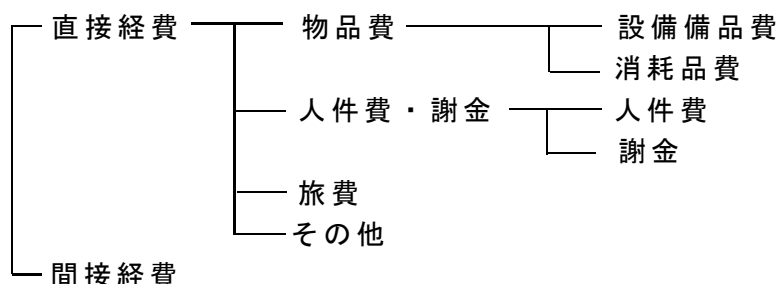 直接経費 物品費 設備備品費
消耗品費
人件費・謝金 人件費
謝金
旅費
その他
間接経費